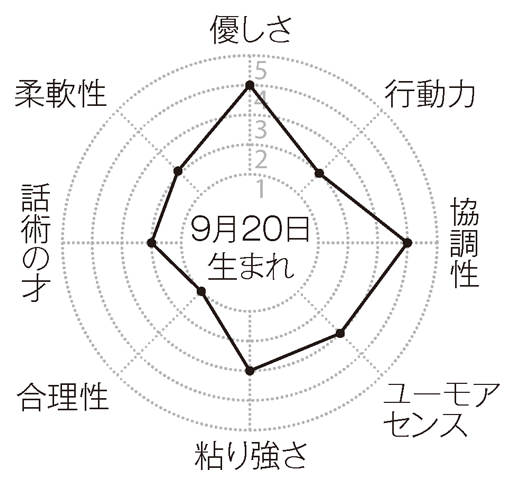 優しさ
行動力
協調性
ユーモア
センス
粘り強さ
合理性
話術の才
柔軟性
5
4
3
2
1
9月20日
生まれ